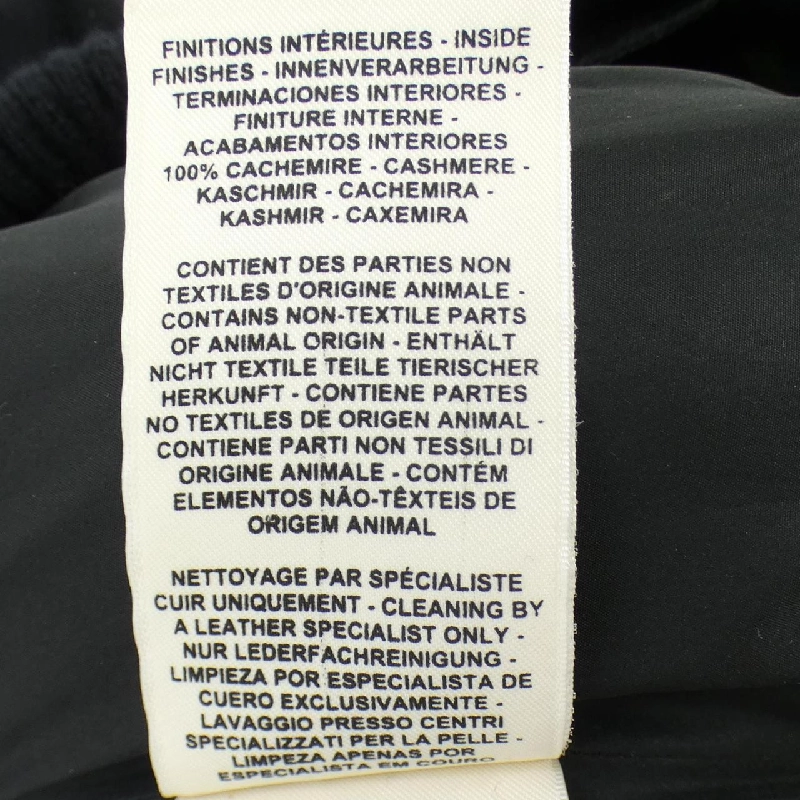 FINITIONS INTÉRIEURES - INSIDE
FINISHES - INNENVERARBEITUNG -
TERMINACIONES INTERIORES -
FINITURE INTERNE -
ACABAMENTOS INTERIORES
100% CACHEMIRE - CASHMERE -
KASCHMIR - CACHEMIRA -
KASHMIR - CAXEMIRA
CONTIENT DES PARTIES NON
TEXTILES D'ORIGINE ANIMALE -
CONTAINS NON-TEXTILE PARTS
OF ANIMAL ORIGIN - ENTHÄLT
NICHT TEXTILE TEILE TIERISCHER
HERKUNFT - CONTIENE PARTES
NO TEXTILES DE ORIGEN ANIMAL -
CONTIENE PARTI NON TESSILI DI
ORIGINE ANIMALE - CONTÉM
ELEMENTOS NÃO-TÊXTEIS DE
ORIGEM ANIMAL
NETTOYAGE PAR SPÉCIALISTE
CUIR UNIQUEMENT - CLEANING BY
A LEATHER SPECIALIST ONLY -
NUR LEDERFACHREINIGUNG -
LIMPIEZA POR ESPECIALISTA DE
CUERO EXCLUSIVAMENTE -
LAVAGGIO PRESSO CENTRI
SPECIALIZZATI PER LA PELLE -
LIMPEZA APENAS POR
ESPECIALISTA EM COURO